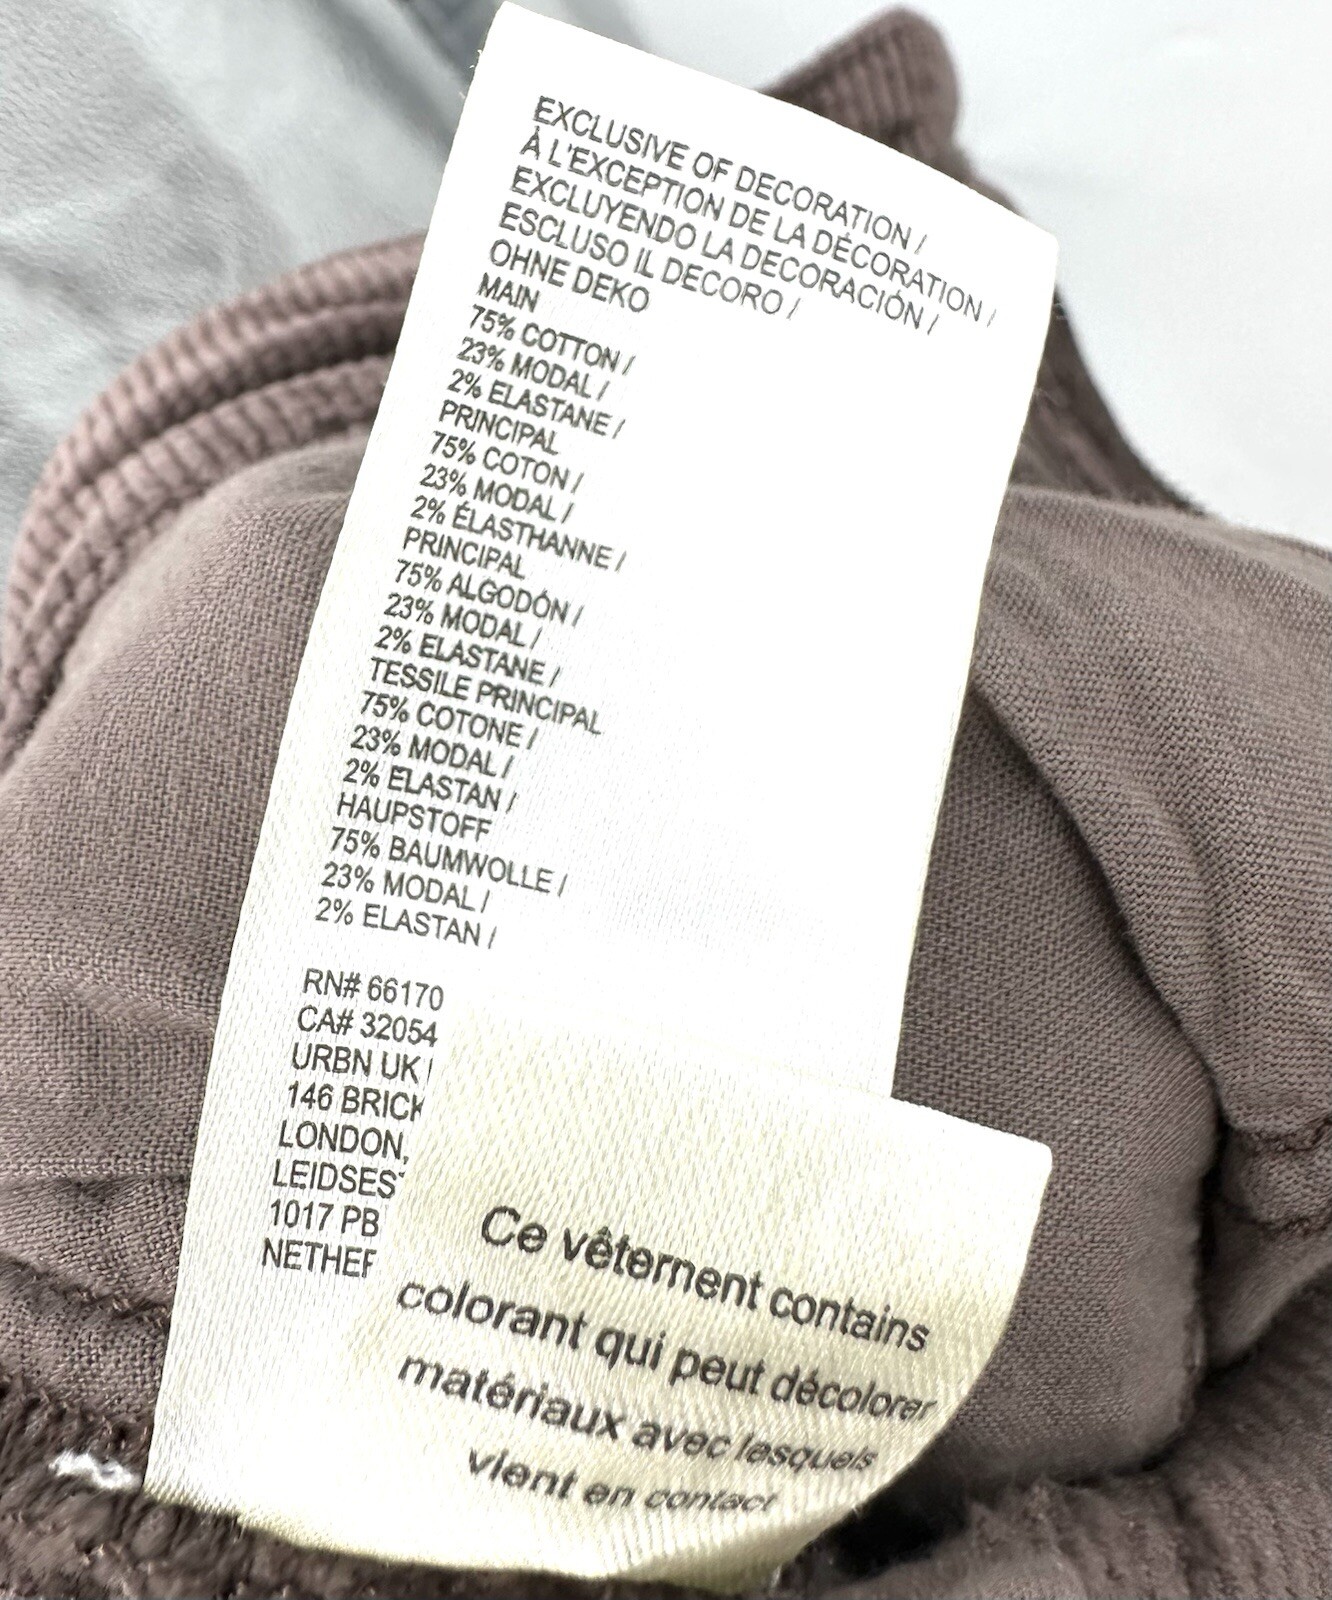 EXCLUSIVE OF DECORATION /
À L'EXCEPTION DE LA DÉCORATION /
EXCLUYENDO LA DECORACIÓN /
ESCLUSO IL DECORO /
OHNE DEKO
MAIN
75% COTTON /
23% MODAL /
2% ELASTANE /
PRINCIPAL
75% COTON /
23% MODAL /
2% ÉLASTHANNE /
PRINCIPAL
75% ALGODÓN /
23% MODAL /
2% ELASTANE /
TESSILE PRINCIPAL
75% COTONE /
23% MODAL /
2% ELASTAN /
HAUPSTOFF
75% BAUMWOLLE /
23% MODAL /
2% ELASTAN /
RN# 66170
CA# 32054
URBN UK
146 BRICK
LONDON,
LEIDSES
1017 PB
NETHER
Ce vêternent contains
colorant qui peut décolorer
matériaux avec lesquels
vient en contact